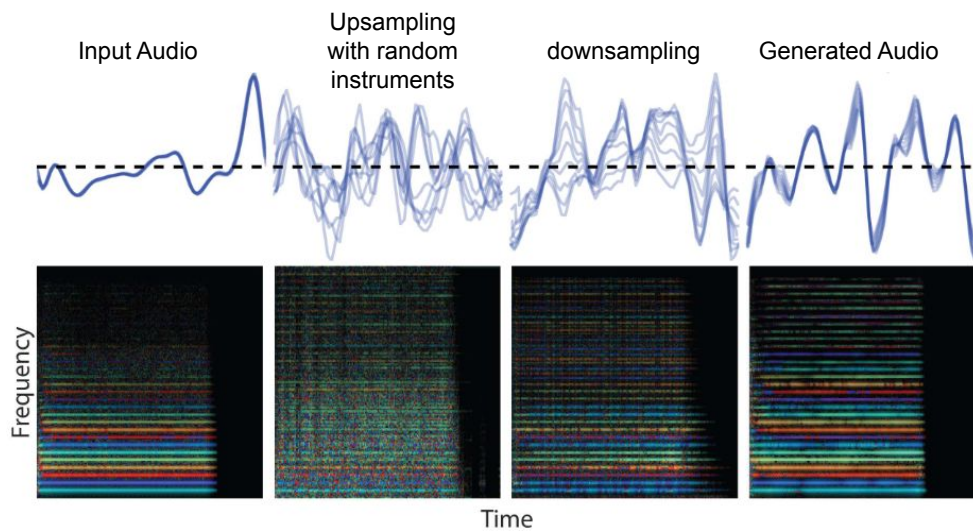 Input Audio
Upsampling
with random
instruments
downsampling
Generated Audio
Frequency
Time